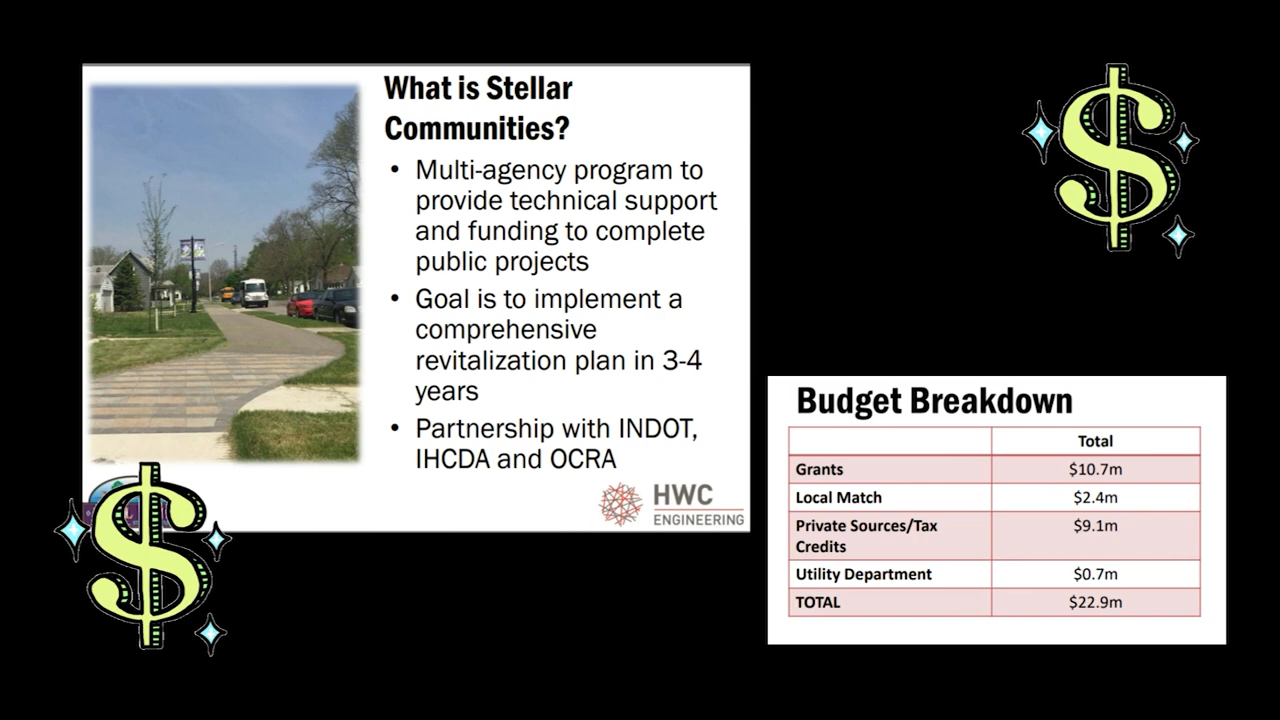 What is Stellar
Communities?
• Multi-agency program to
provide technical support
and funding to complete
public projects
• Goal is to implement a
comprehensive
revitalization plan in 3-4
years
• Partnership with INDOT,
IHCDA and OCRA
HWC
ENGINEERING
Budget Breakdown
Total
Grants $10.7m
Local Match $2.4m
Private Sources/Tax
Credits $9.1m
Utility Department $0.7m
TOTAL $22.9m